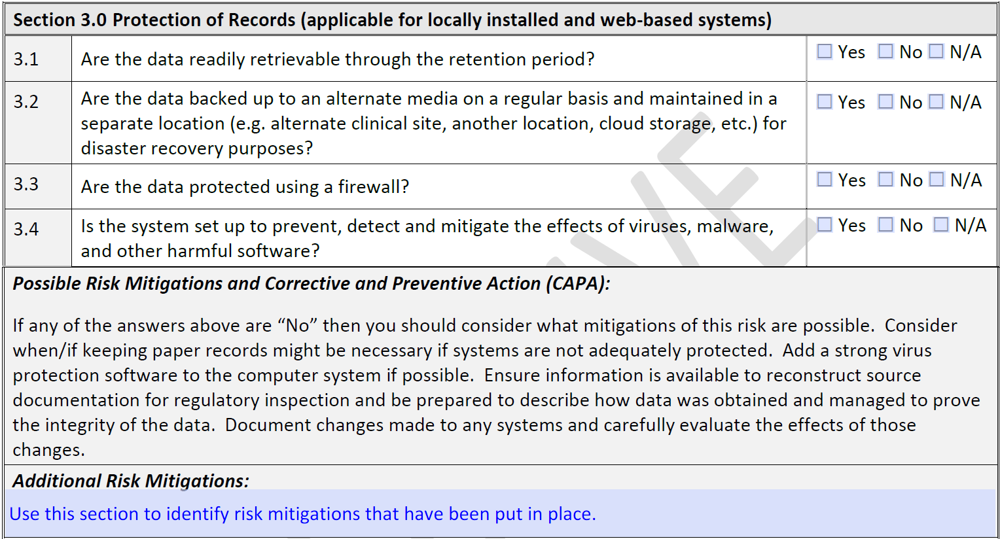 Section 3.0 Protection of Records (applicable for locally installed and web-based systems)
3.1 Are the data readily retrievable through the retention period? ☐ Yes ☐ No ☐ N/A
3.2 Are the data backed up to an alternate media on a regular basis and maintained in a ☐ Yes ☐ No ☐ N/A
separate location (e.g. alternate clinical site, another location, cloud storage, etc.) for
disaster recovery purposes?
3.3 Are the data protected using a firewall? ☐ Yes ☐ No ☐ N/A
3.4 Is the system set up to prevent, detect and mitigate the effects of viruses, malware, ☐ Yes ☐ No ☐ N/A
and other harmful software?
Possible Risk Mitigations and Corrective and Preventive Action (CAPA):
If any of the answers above are “No” then you should consider what mitigations of this risk are possible.  Consider
when/if keeping paper records might be necessary if systems are not adequately protected.  Add a strong virus
protection software to the computer system if possible.  Ensure information is available to reconstruct source
documentation for regulatory inspection and be prepared to describe how data was obtained and managed to prove
the integrity of the data.  Document changes made to any systems and carefully evaluate the effects of those
changes.
Additional Risk Mitigations:
Use this section to identify risk mitigations that have been put in place.